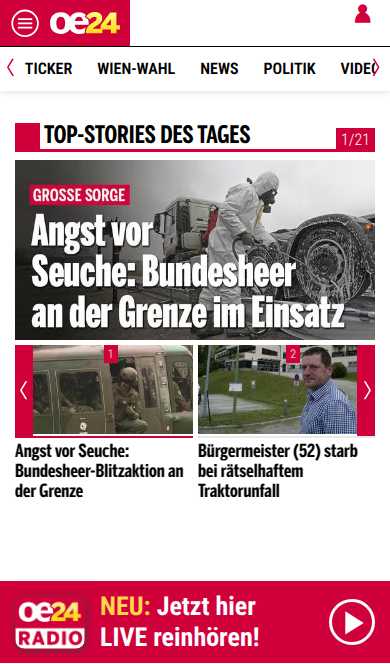 oe24
TICKER WIEN-WAHL NEWS POLITIK
TOP-STORIES DES TAGES
1/21
GROSSE SORGE
Angst vor
Seuche: Bundesheer
an der Grenze im Einsatz
1
2
Angst vor Seuche:
Bundesheer-Blitzaktion an
der Grenze
Bürgermeister (52) starb
bei rätselhaftem
Traktorunfall
oe24
RADIO
NEU: Jetzt hier
LIVE reinhören!